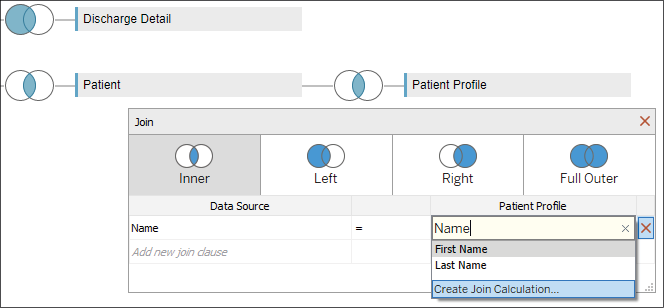 Discharge Detail
Patient
Patient Profile
Join
Inner
Left
Right
Full Outer
Data Source
Patient Profile
Name
=
Name
Add new join clause
First Name
Last Name
Create Join Calculation...